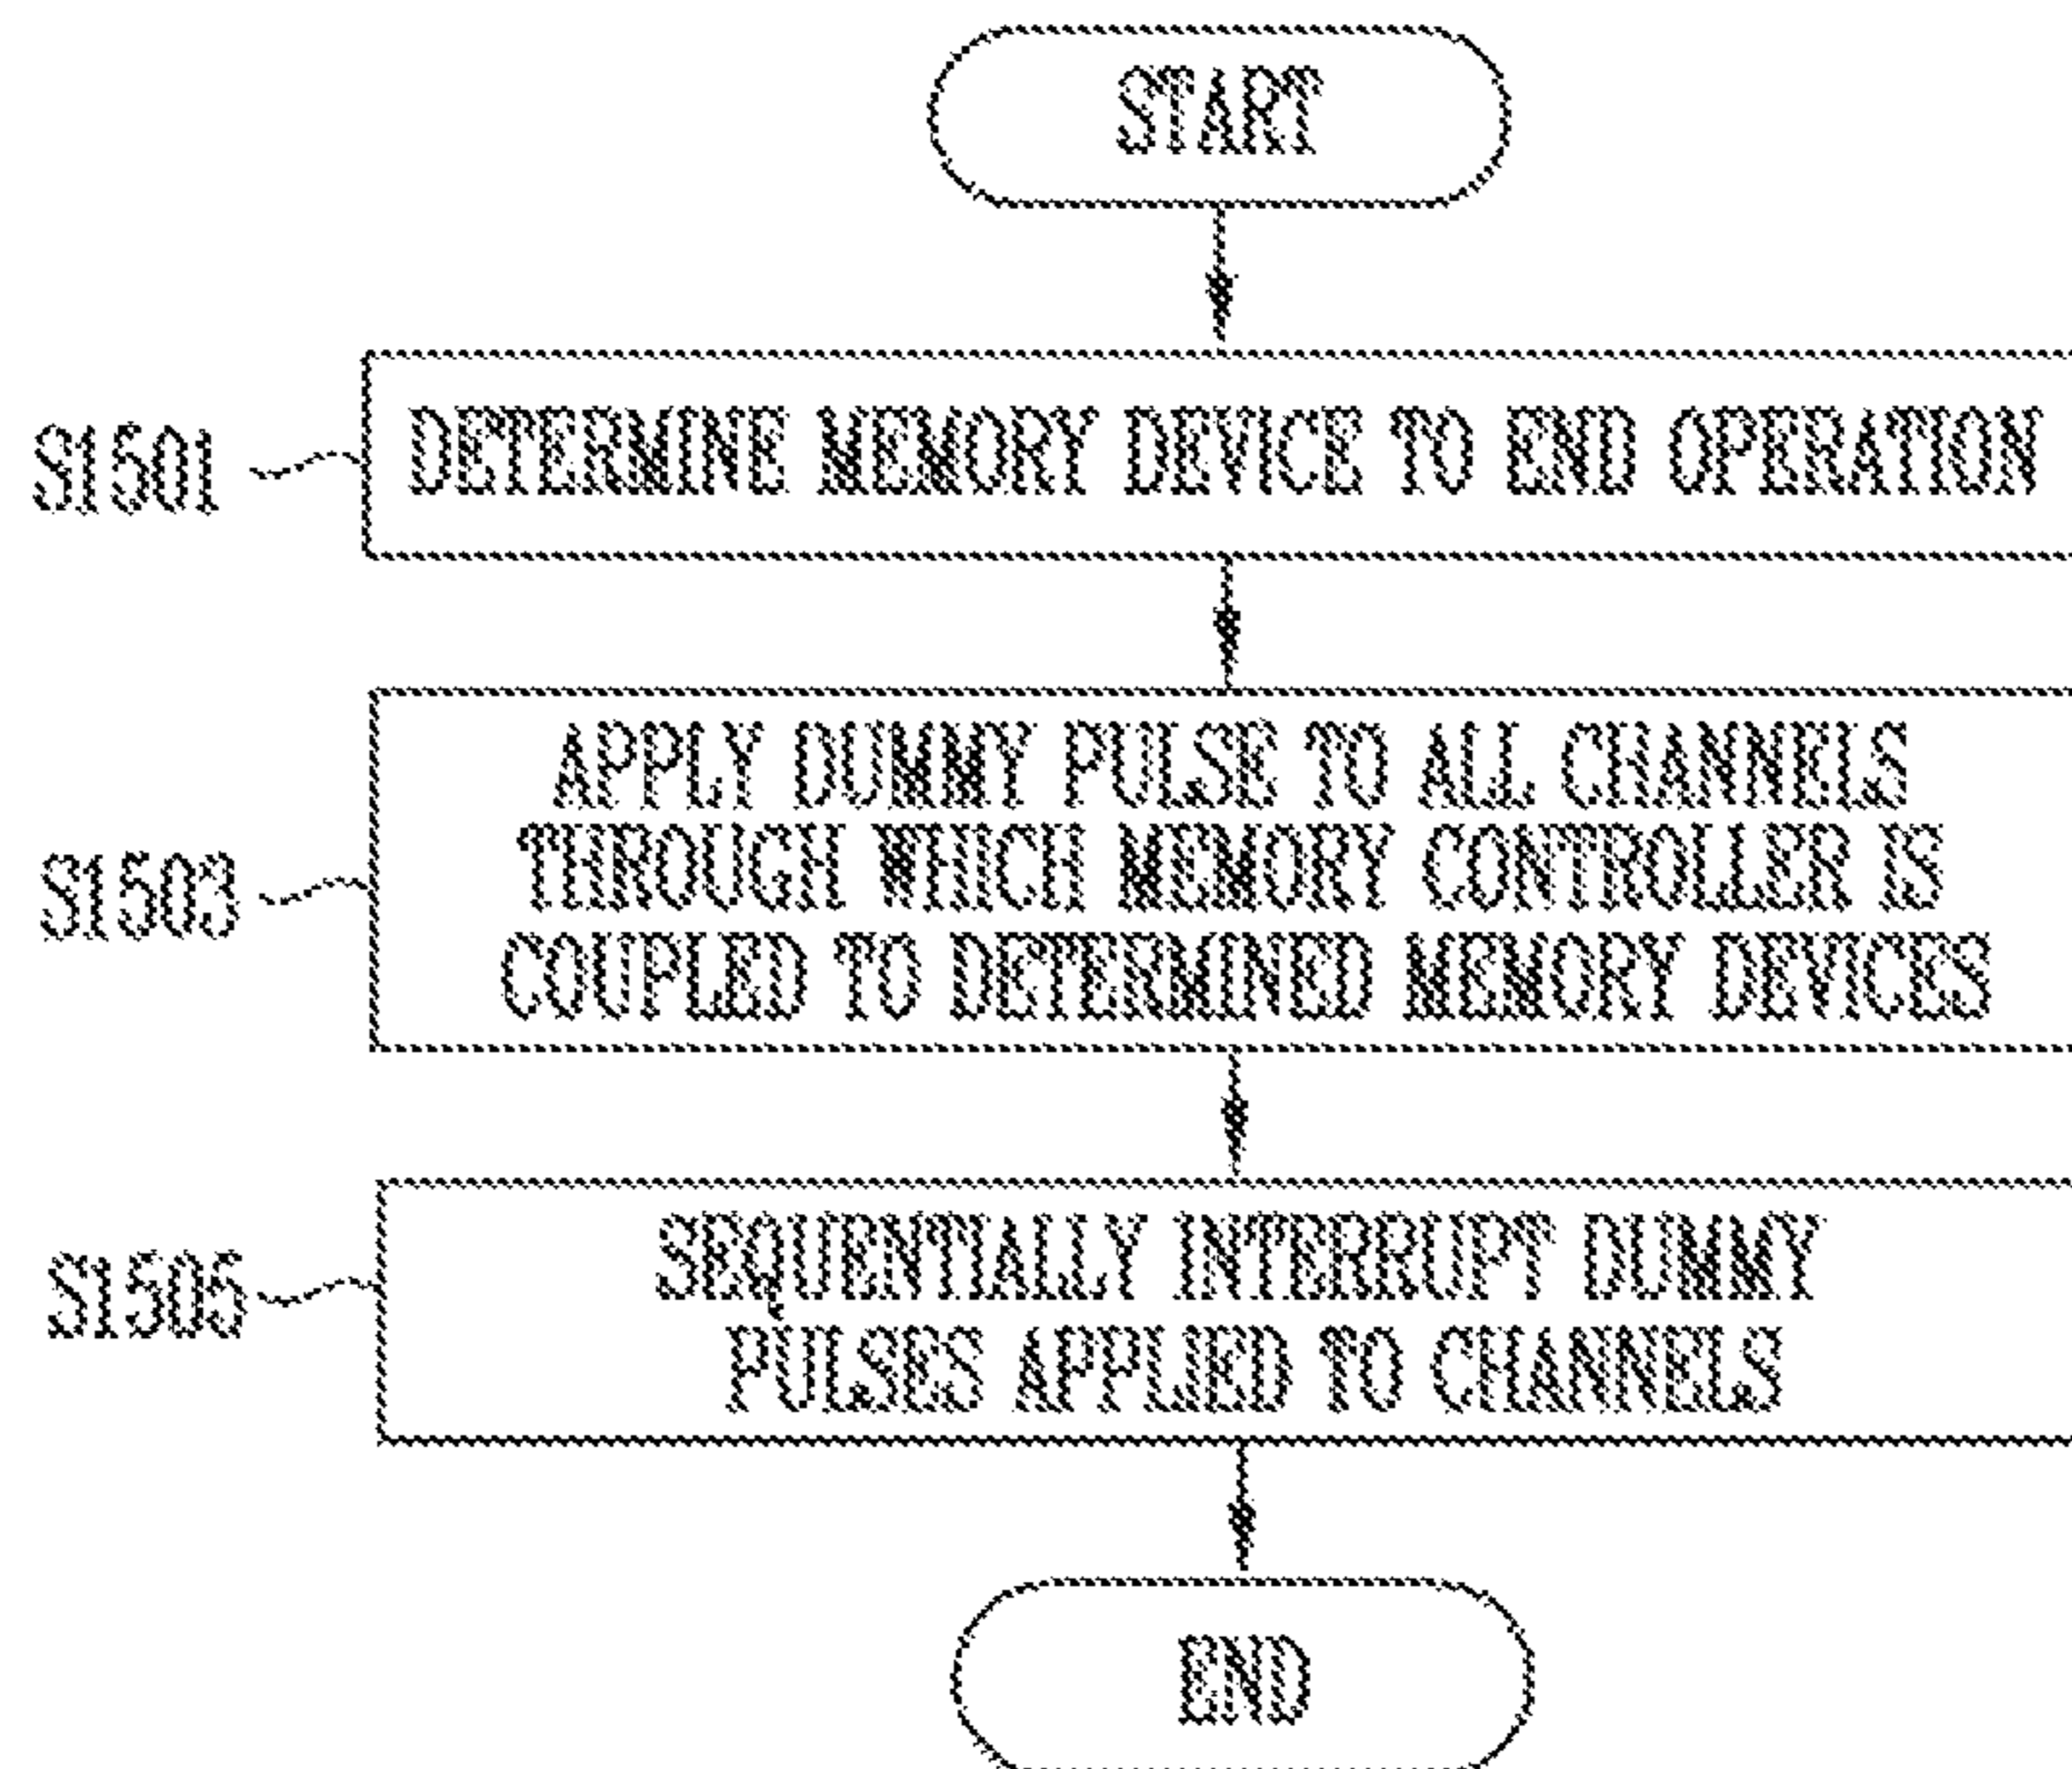 START
S1501
DETERMINE MEMORY DEVICE TO END OPERATION
S1503
APPLY DUMMY PULSE TO ALL CHANNELS
THROUGH WHICH MEMORY CONTROLLER IS
COUPLED TO DETERMINED MEMORY DEVICES
S1505
SEQUENTIALLY INTERRUPT DUMMY
PULSES APPLIED TO CHANNELS
END